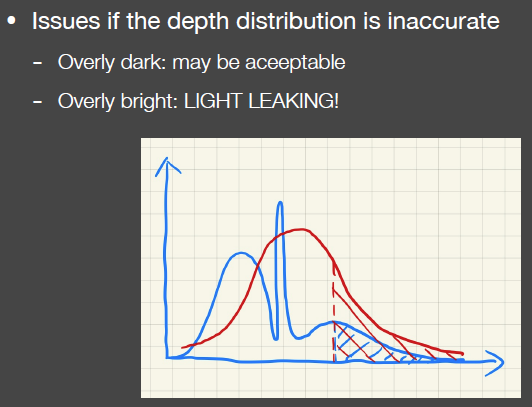 • Issues if the depth distribution is inaccurate
- Overly dark: may be aceeptable
- Overly bright: LIGHT LEAKING!